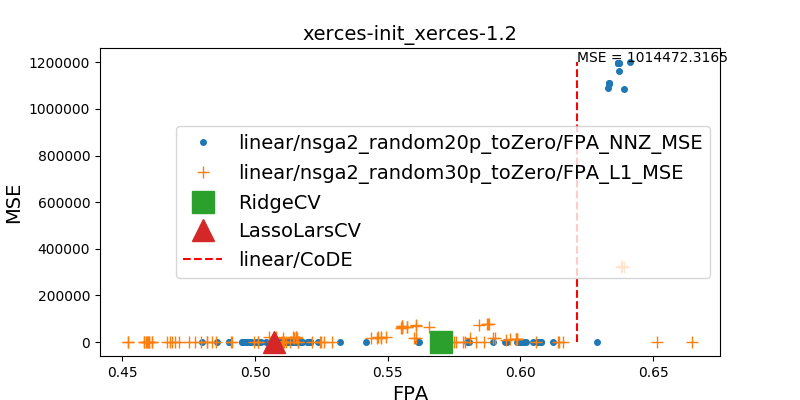 xerces-init_xerces-1.2
MSE = 1014472.3165
1200000
1000000
800000
600000
400000
200000
0
MSE
linear/nsga2_random20p_toZero/FPA_NNZ_MSE
linear/nsga2_random30p_toZero/FPA_L1_MSE
RidgeCV
LassoLarsCV
linear/CoDE
0.45 0.50 0.55 0.60 0.65
FPA